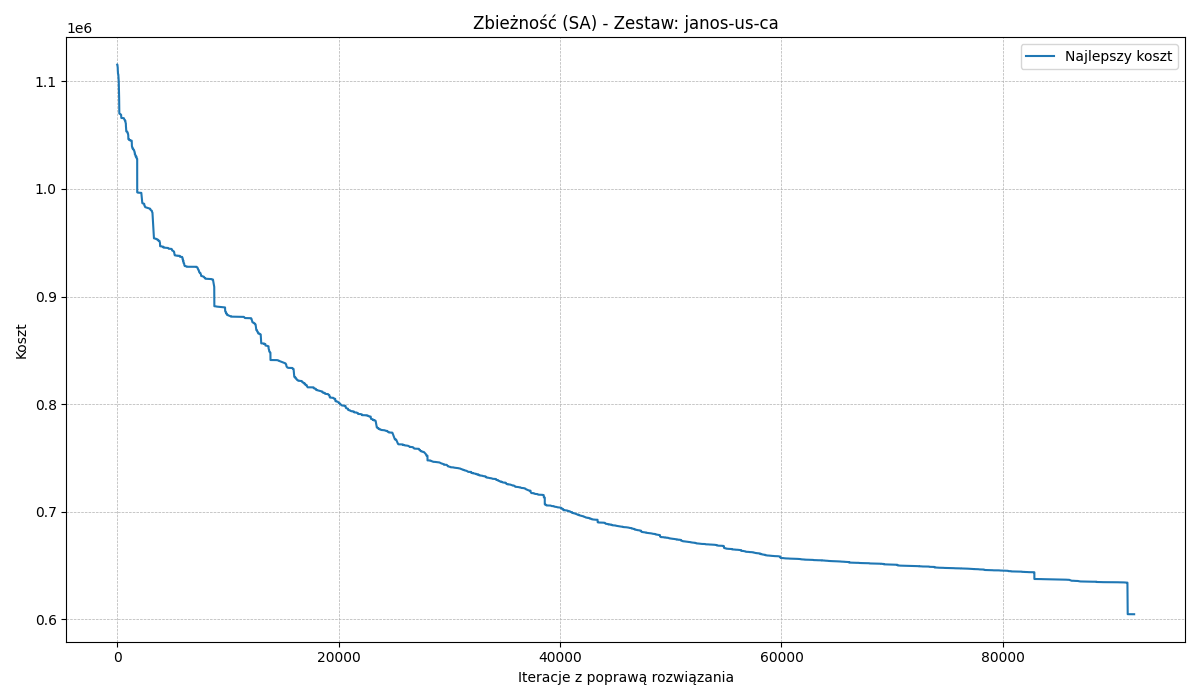 Zbieżność (SA) - Zestaw: janos-us-ca
1e6
Najlepszy koszt
1.1
1.0
0.9
0.8
0.7
0.6
Koszt
0
20000
40000
60000
80000
Iteracje z poprawą rozwiązania